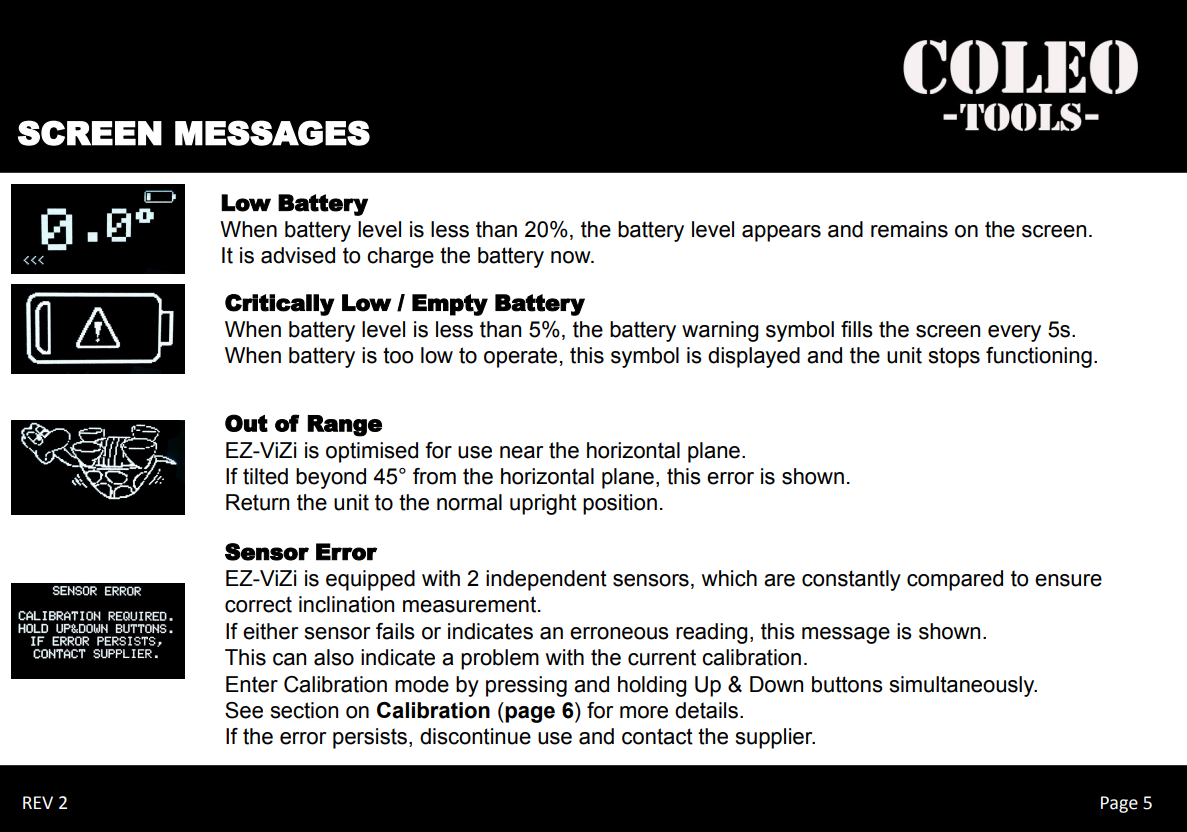 COLEO
-TOOLS-
SCREEN MESSAGES
0.0°
<<<
Low Battery
When battery level is less than 20%, the battery level appears and remains on the screen.
It is advised to charge the battery now.
Critically Low / Empty Battery
When battery level is less than 5%, the battery warning symbol fills the screen every 5s.
When battery is too low to operate, this symbol is displayed and the unit stops functioning.
Out of Range
EZ-ViZi is optimised for use near the horizontal plane.
If tilted beyond 45° from the horizontal plane, this error is shown.
Return the unit to the normal upright position.
SENSOR ERROR
CALIBRATION REQUIRED.
HOLD UP&DOWN BUTTONS.
IF ERROR PERSISTS,
CONTACT SUPPLIER.
Sensor Error
EZ-ViZi is equipped with 2 independent sensors, which are constantly compared to ensure
correct inclination measurement.
If either sensor fails or indicates an erroneous reading, this message is shown.
This can also indicate a problem with the current calibration.
Enter Calibration mode by pressing and holding Up & Down buttons simultaneously.
See section on Calibration (page 6) for more details.
If the error persists, discontinue use and contact the supplier.
REV 2
Page 5